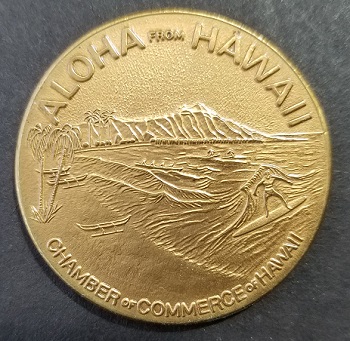 ALOHA FROM HAWAII
CHAMBER OF COMMERCE OF HAWAII